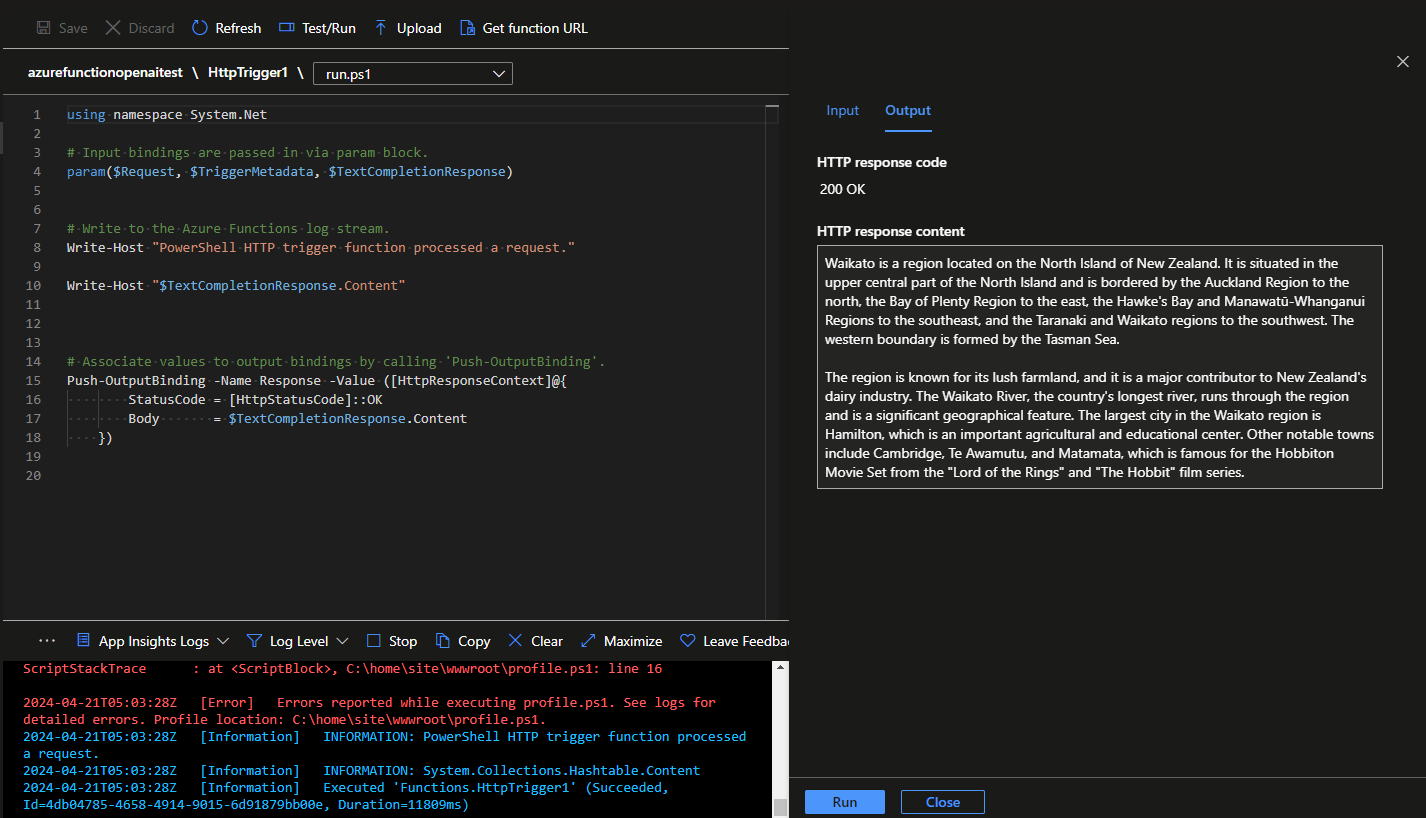 Save Discard Refresh Test/Run Upload Get function URL
azurefunctionopenaitest \ HttpTrigger1 \ run.ps1
1 using namespace System.Net
2
3 # Input bindings are passed in via param block.
4 param($Request, $TriggerMetadata, $TextCompletionResponse)
5
6
7 # Write to the Azure Functions log stream.
8 Write-Host "PowerShell HTTP trigger function processed a request."
9
10 Write-Host "$TextCompletionResponse.Content"
11
12
13
14 # Associate values to output bindings by calling 'Push-OutputBinding'.
15 Push-OutputBinding -Name Response -Value ([HttpResponseContext]@{
16 StatusCode = [HttpStatusCode]::OK
17 Body = $TextCompletionResponse.Content
18 })
19
20
... App Insights Logs Log Level Stop Copy Clear Maximize Leave Feedba
ScriptStackTrace : at <ScriptBlock>, C:\home\site\wwwroot\profile.ps1: line 16
2024-04-21T05:03:28Z [Error] Errors reported while executing profile.ps1. See logs for
detailed errors. Profile location: C:\home\site\wwwroot\profile.ps1.
2024-04-21T05:03:28Z [Information] INFORMATION: PowerShell HTTP trigger function processed
a request.
2024-04-21T05:03:28Z [Information] INFORMATION: System.Collections.Hashtable.Content
2024-04-21T05:03:28Z [Information] Executed 'Functions.HttpTrigger1' (Succeeded,
Id=4db04785-4658-4914-9015-6d91879bb00e, Duration=11809ms)
Input Output
HTTP response code
200 OK
HTTP response content
Waikato is a region located on the North Island of New Zealand. It is situated in the
upper central part of the North Island and is bordered by the Auckland Region to the
north, the Bay of Plenty Region to the east, the Hawke's Bay and Manawatū-Whanganui
Regions to the southeast, and the Taranaki and Waikato regions to the southwest. The
western boundary is formed by the Tasman Sea.
The region is known for its lush farmland, and it is a major contributor to New Zealand's
dairy industry. The Waikato River, the country's longest river, runs through the region
and is a significant geographical feature. The largest city in the Waikato region is
Hamilton, which is an important agricultural and educational center. Other notable towns
include Cambridge, Te Awamutu, and Matamata, which is famous for the Hobbiton
Movie Set from the "Lord of the Rings" and "The Hobbit" film series.
Run Close